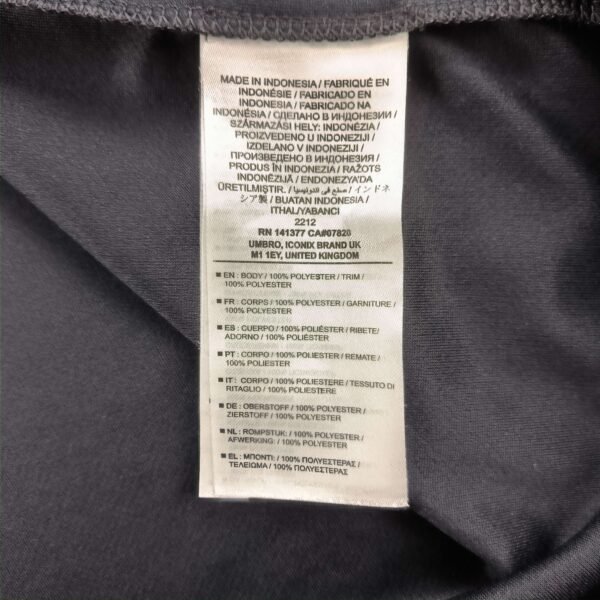 MADE IN INDONESIA / FABRIQUÉ EN
INDONÉSIE / FABRICADO EN
INDONESIA / FABRICADO NA
INDONÉSIA / СДЕЛАНО В ИНДОНЕЗИИ /
SZÁRMAZÁSI HELY: INDONÉZIA /
PROIZVEDENO U INDONEZIJI /
IZDELANO V INDONEZIJI /
ПРОИЗВЕДЕНО В ИНДОНЕЗИЯ /
PRODUS ÎN INDONEZIA / RAŽOTS
INDONĒZIJĀ / ENDONEZYA'DA
ÜRETILMIŞTIR. / صنع في اندونيسيا / インドネ
シア製 / BUATAN INDONESIA /
ITHAL/YABANCI
2212
RN 141377 CA#07828
UMBRO, ICONIX BRAND UK
M1 1EY, UNITED KINGDOM
■ EN : BODY / 100% POLYESTER / TRIM /
100% POLYESTER
■ FR : CORPS / 100% POLYESTER / GARNITURE /
100% POLYESTER
■ ES : CUERPO / 100% POLIÉSTER / RIBETE/
ADORNO / 100% POLIÉSTER
■ PT : CORPO / 100% POLIESTER / REMATE /
100% POLIESTER
■ IT : CORPO / 100% POLIESTERE / TESSUTO DI
RITAGLIO / 100% POLIESTERE
■ DE : OBERSTOFF / 100% POLYESTER /
ZIERSTOFF / 100% POLYESTER
■ NL : ROMPSTUK: / 100% POLYESTER /
AFWERKING: / 100% POLYESTER
■ EL : ΜΠΟΝΤΙ: / 100% ΠΟΛΥΕΣΤΕΡΑΣ /
ΤΕΛΕΙΩΜΑ / 100% ΠΟΛΥΕΣΤΕΡΑΣ